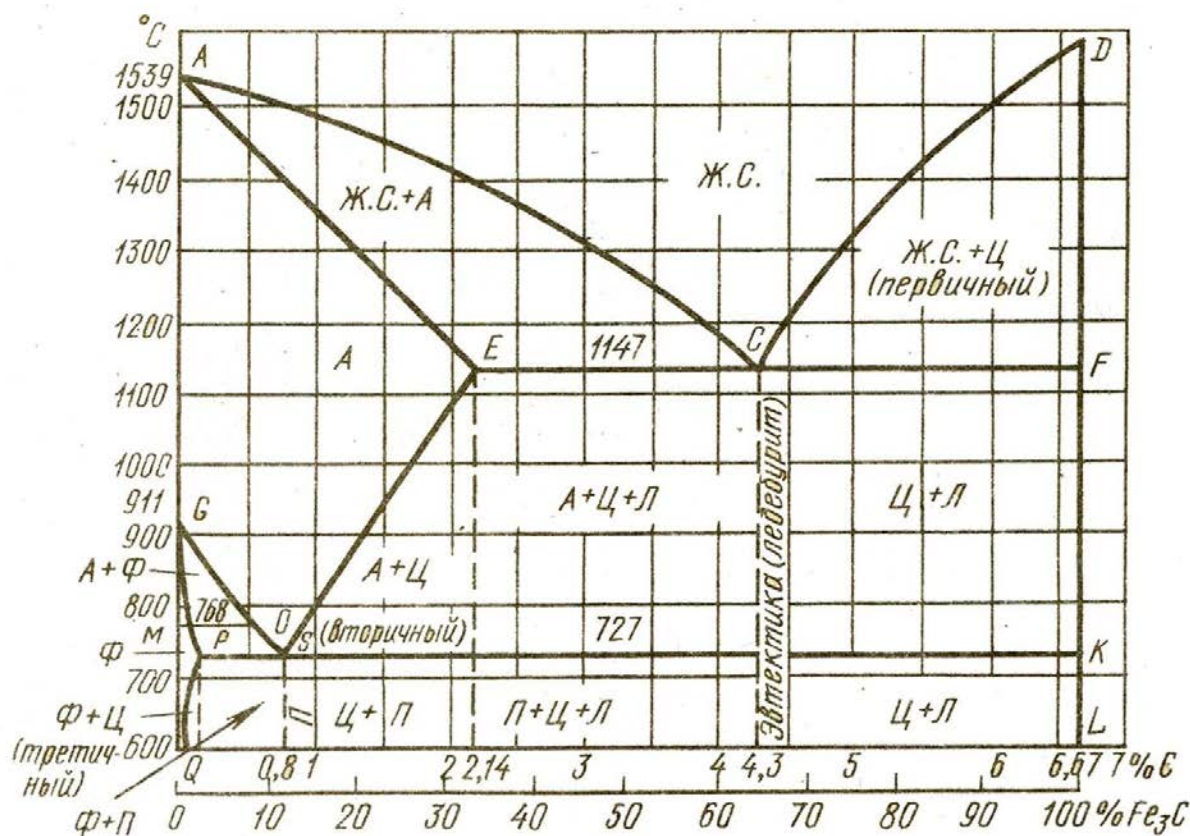 °C
1539
1500
1400
1300
1200
1100
1000
911
900
А+Ф
800
М
Ф
700
Ф+Ц
600
(третич-
ный)
Ф+П
A
D
Ж.С.
Ж.С.+А
Ж.С.+Ц
(первичный)
E
1147
C
F
A
G
А+Ц+Л
Ц+Л
Эвтектика (ледебурит)
А+Ц
768
O
P
S (вторичный)
727
K
П
Ц+П
П+Ц+Л
Ц+Л
L
Q 0,8 1 2 2,14 3 4 4,3 5 6 6,67 7 %C
0 10 20 30 40 50 60 70 80 90 100 %Fe₃C